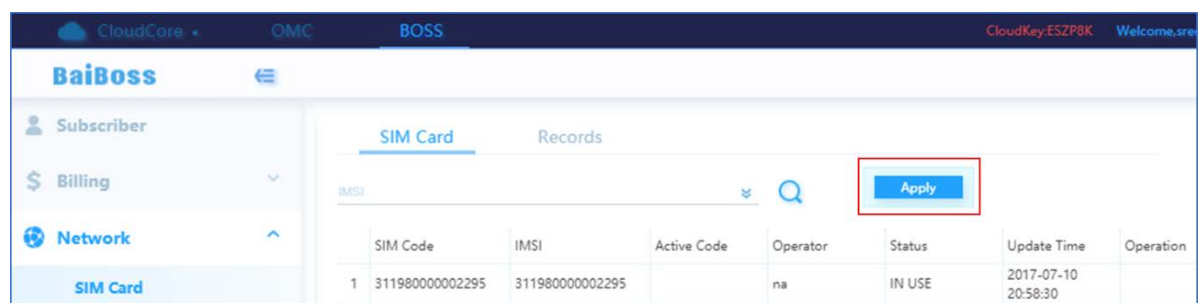 CloudCore OMC BOSS CloudKey:ESZP8K Welcome,sre
BaiBoss
Subscriber
SIM Card Records
Billing
IMSI
Apply
Network
SIM Code IMSI Active Code Operator Status Update Time Operation
1 311980000002295 311980000002295 na IN USE 2017-07-10
20:58:30
SIM Card